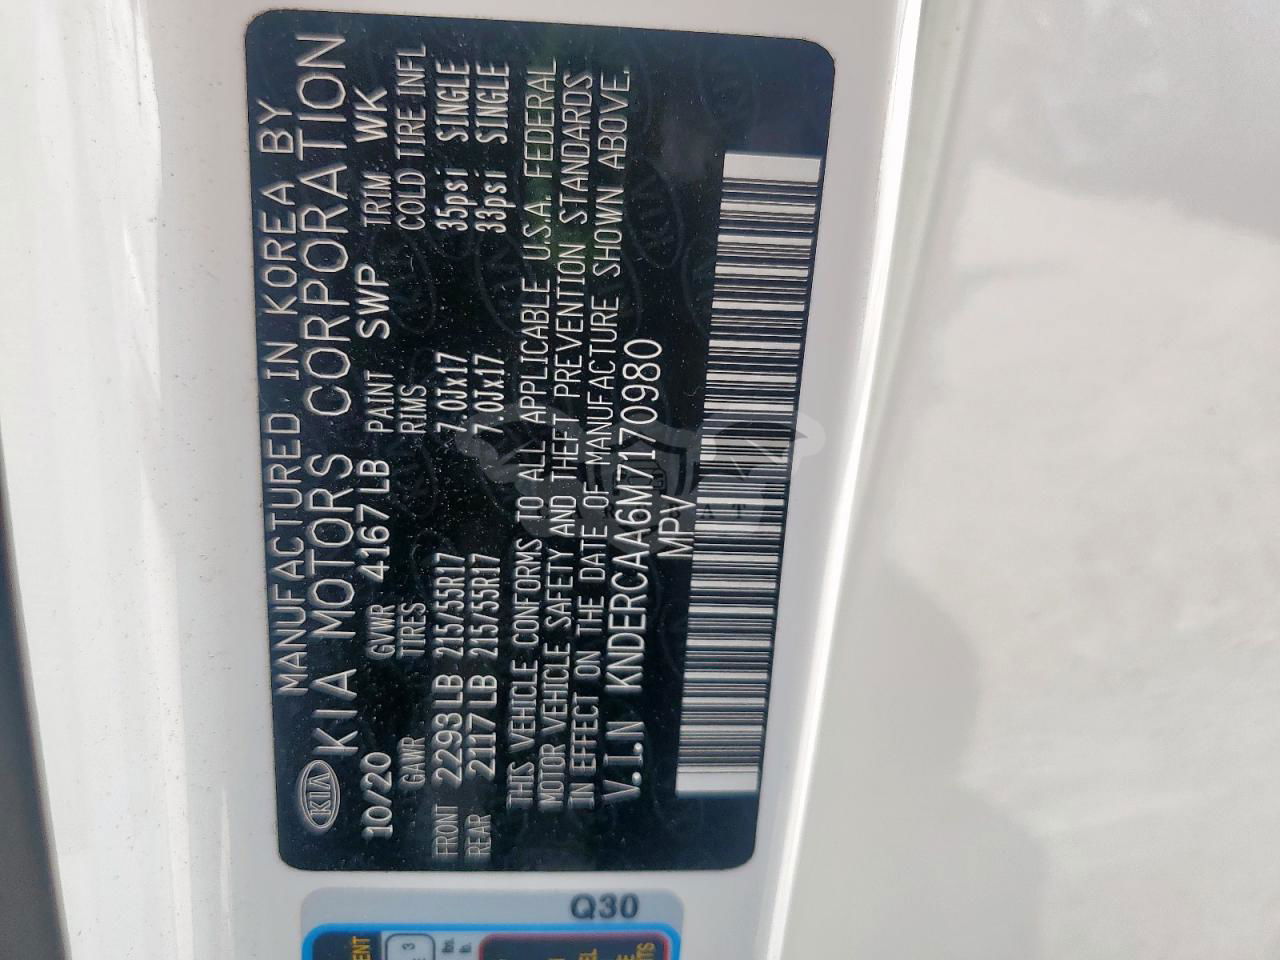 MANUFACTURED IN KOREA BY
KIA KIA MOTORS CORPORATION
10/20 GVWR 4167LB PAINT SWP TRIM WK
GAWR TIRES RIMS COLD TIRE INFL
FRONT 2293LB 215/55R17 7.0Jx17 35psi SINGLE
REAR 2117LB 215/55R17 7.0Jx17 33psi SINGLE
THIS VEHICLE CONFORMS TO ALL APPLICABLE U.S.A. FEDERAL
MOTOR VEHICLE SAFETY AND THEFT PREVENTION STANDARDS
IN EFFECT ON THE DATE OF MANUFACTURE SHOWN ABOVE.
V.I.N KNDERCAA6M7170980
MPV
Q30